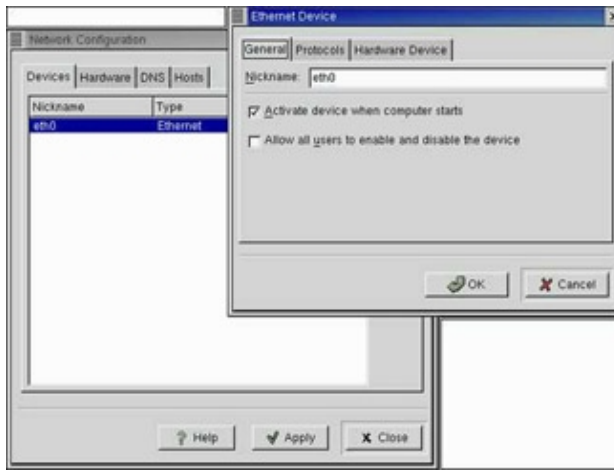 Ethernet Device
Network Configuration
General Protocols Hardware Device
Nickname: eth0
Activate device when computer starts
Allow all users to enable and disable the device
OK Cancel
Devices Hardware DNS Hosts
Nickname Type
eth0 Ethernet
Help Apply X Close